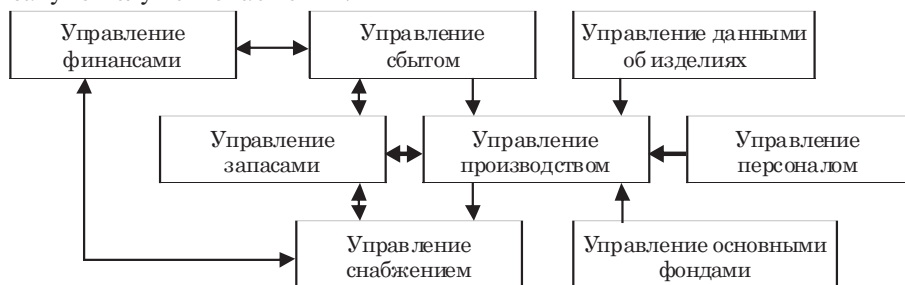 Управление
финансами
Управление
сбытом
Управление данными
об изделиях
Управление
запасами
Управление
производством
Управление
персоналом
Управление
снабжением
Управление основными
фондами